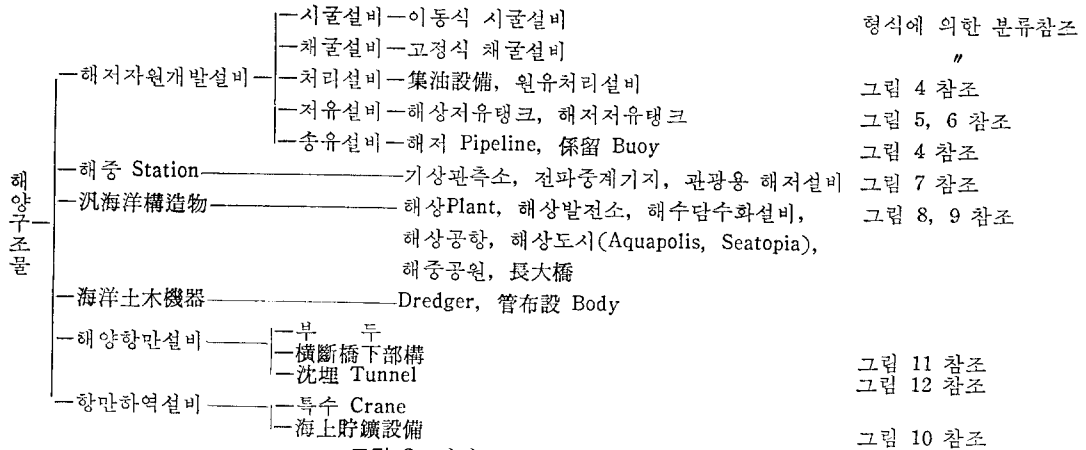 시굴설비 이동식 시굴설비 형식에 의한 분류참조
채굴설비 고정식 채굴설비 〃
해저자원개발설비 처리설비 集油設備, 원유처리설비 그림 4 참조
저유설비 해상저유탱크, 해저저유탱크 그림 5, 6 참조
송유설비 해저 Pipeline, 係留 Buoy 그림 4 참조
해중 Station 기상관측소, 전파중계기지, 관광용 해저설비 그림 7 참조
해양구조물
汎海洋構造物 해상Plant, 해상발전소, 해수담수화설비, 그림 8, 9 참조
해상공항, 해상도시(Aquapolis, Seatopia),
해중공원, 長大橋
海洋土木機器 Dredger, 管布設 Body
해양항만설비 부 두
橫斷橋下部構 그림 11 참조
沈埋 Tunnel 그림 12 참조
항만하역설비 특수 Crane
海上貯鑛設備 그림 10 참조